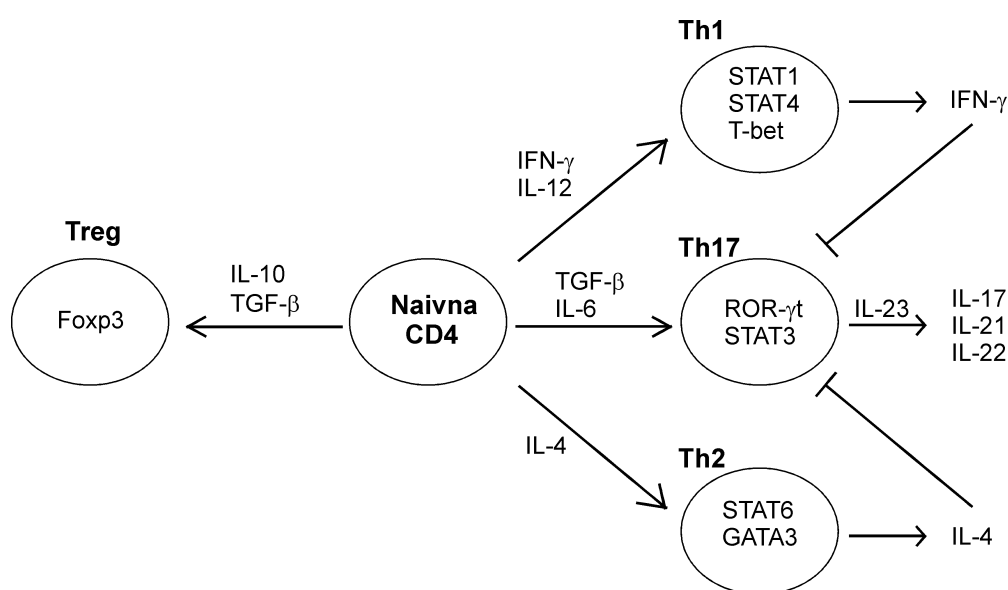 Th1
STAT1
STAT4
T-bet
IFN-γ
IFN-γ
IL-12
Treg
Foxp3
IL-10
TGF-β
Naivna
CD4
TGF-β
IL-6
Th17
ROR-γt
STAT3
IL-23
IL-17
IL-21
IL-22
IL-4
Th2
STAT6
GATA3
IL-4